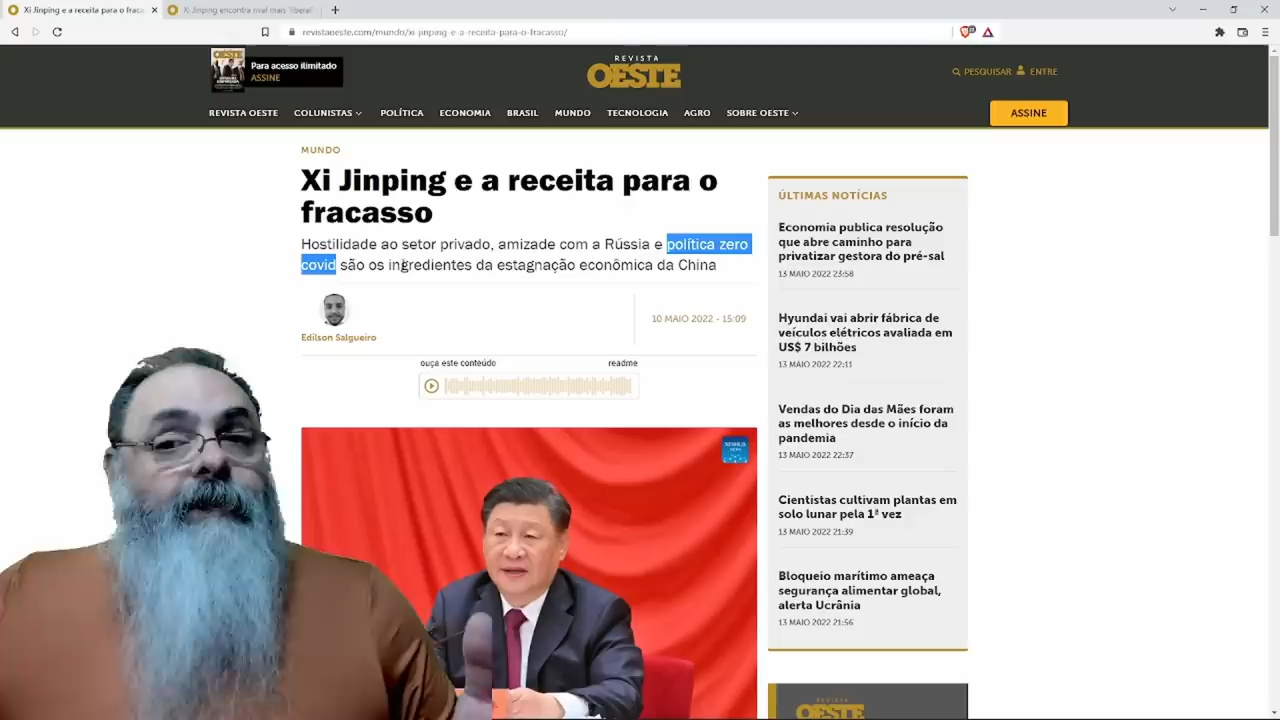 Xi Jinping e a receita para o frac
Xi Jinping encontra rival mais 'liberal'
revistaoeste.com/mundo/xi-jinping-e-a-receita-para-o-fracasso/
OESTE
Para acesso ilimitado
ASSINE
REVISTA
OESTE
PESQUISAR
ENTRE
REVISTA OESTE
COLUNISTAS
POLÍTICA
ECONOMIA
BRASIL
MUNDO
TECNOLOGIA
AGRO
SOBRE OESTE
ASSINE
MUNDO
Xi Jinping e a receita para o
fracasso
Hostilidade ao setor privado, amizade com a Rússia e política zero
covid são os ingredientes da estagnação econômica da China
Edilson Salgueiro
10 MAIO 2022 - 15:09
ouça este conteúdo
readme
XINHUA
NEWS
ÚLTIMAS NOTÍCIAS
Economia publica resolução
que abre caminho para
privatizar gestora do pré-sal
13 MAIO 2022 23:58
Hyundai vai abrir fábrica de
veículos elétricos avaliada em
US$ 7 bilhões
13 MAIO 2022 22:11
Vendas do Dia das Mães foram
as melhores desde o início da
pandemia
13 MAIO 2022 22:37
Cientistas cultivam plantas em
solo lunar pela 1ª vez
13 MAIO 2022 21:39
Bloqueio marítimo ameaça
segurança alimentar global,
alerta Ucrânia
13 MAIO 2022 21:56
REVISTA
OESTE